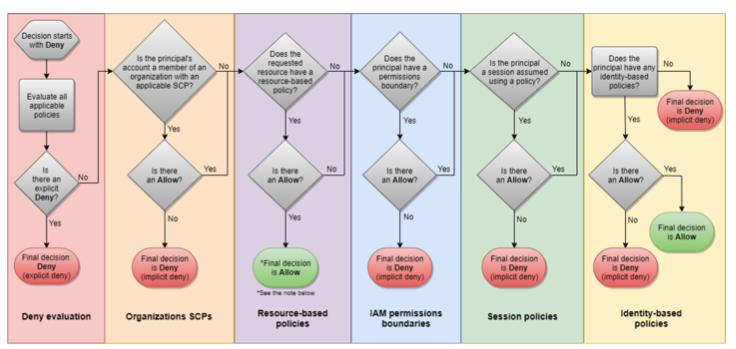 Decision starts
with Deny
Evaluate all
applicable
policies
Is
there an
explicit
Deny?
No
Yes
Final decision:
Deny
(explicit deny)
Deny evaluation
Is the principal's
account a member of an
organization with an
applicable SCP?
No
Yes
Is there
an Allow?
Yes
No
Final decision
is Deny
(implicit deny)
Organizations SCPs
Does the
requested
resource have a
resource-based
policy?
No
Yes
Is there
an Allow?
No
Yes
*Final decision
is Allow
*See the note below
Resource-based
policies
Does the
principal have a
permissions
boundary?
No
Yes
Is there
an Allow?
Yes
No
Final decision
is Deny
(implicit deny)
IAM permissions
boundaries
Is the principal
a session assumed
using a policy?
No
Yes
Is there
an Allow?
Yes
No
Final decision
is Deny
(implicit deny)
Session policies
Does the
principal have any
identity-based
policies?
No
Final decision
is Deny
(implicit deny)
Yes
Is there
an Allow?
Yes
Final decision
is Allow
No
Final decision
is Deny
(implicit deny)
Identity-based
policies